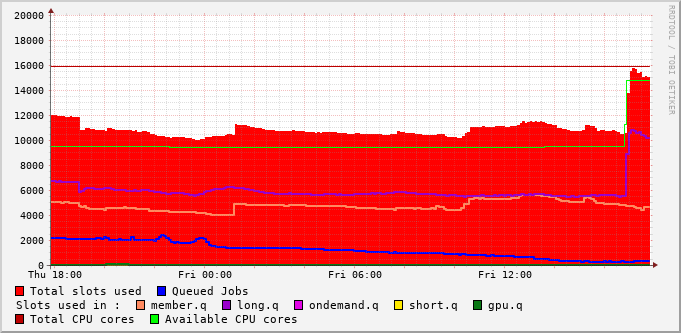 20000
18000
16000
14000
12000
10000
8000
6000
4000
2000
0
Thu 18:00 Fri 00:00 Fri 06:00 Fri 12:00
RRDTOOL / TOBI OETIKER
Total slots used Queued Jobs
Slots used in : member.q long.q ondemand.q short.q gpu.q
Total CPU cores Available CPU cores